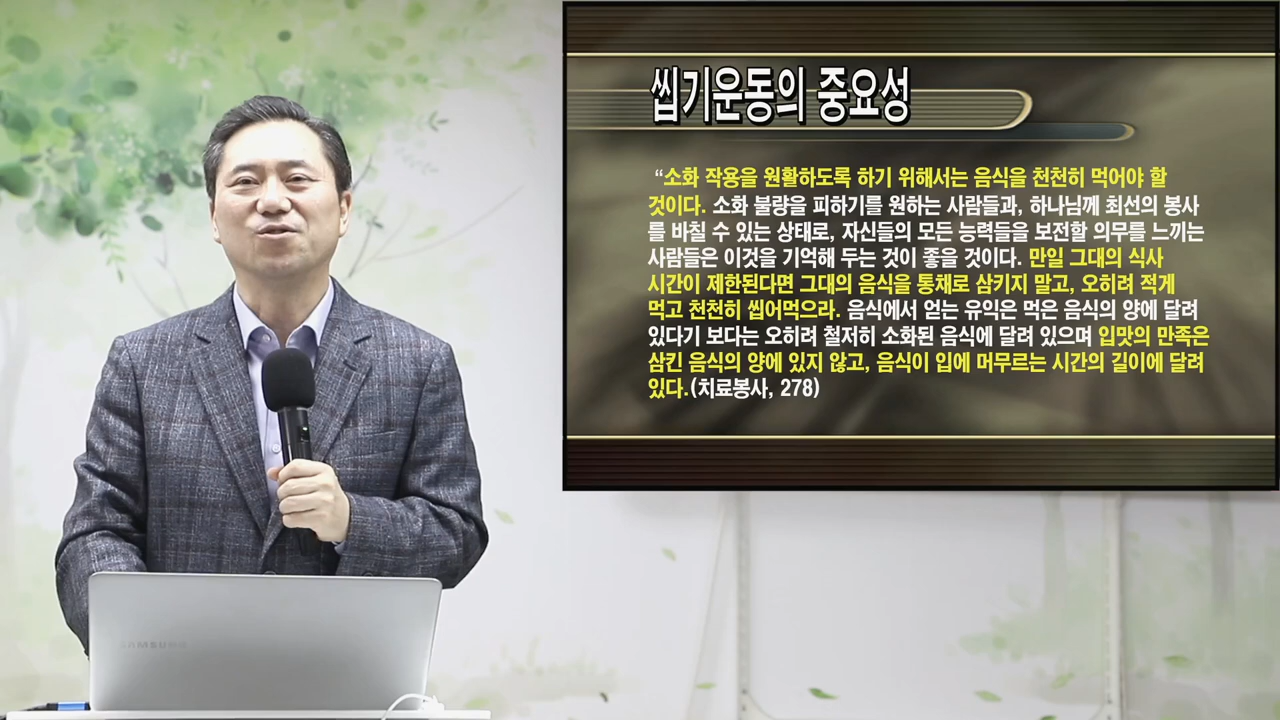 씹기운동의 중요성
“소화 작용을 원활하도록 하기 위해서는 음식을 천천히 먹어야 할
것이다. 소화 불량을 피하기를 원하는 사람들과, 하나님께 최선의 봉사
를 바칠 수 있는 상태로, 자신들의 모든 능력들을 보전할 의무를 느끼는
사람들은 이것을 기억해 두는 것이 좋을 것이다. 만일 그대의 식사
시간이 제한된다면 그대의 음식을 통채로 삼키지 말고, 오히려 적게
먹고 천천히 씹어먹으라. 음식에서 얻는 유익은 먹은 음식의 양에 달려
있다기 보다는 오히려 철저히 소화된 음식에 달려 있으며 입맛의 만족은
삼킨 음식의 양에 있지 않고, 음식이 입에 머무르는 시간의 길이에 달려
있다.(치료봉사, 278)